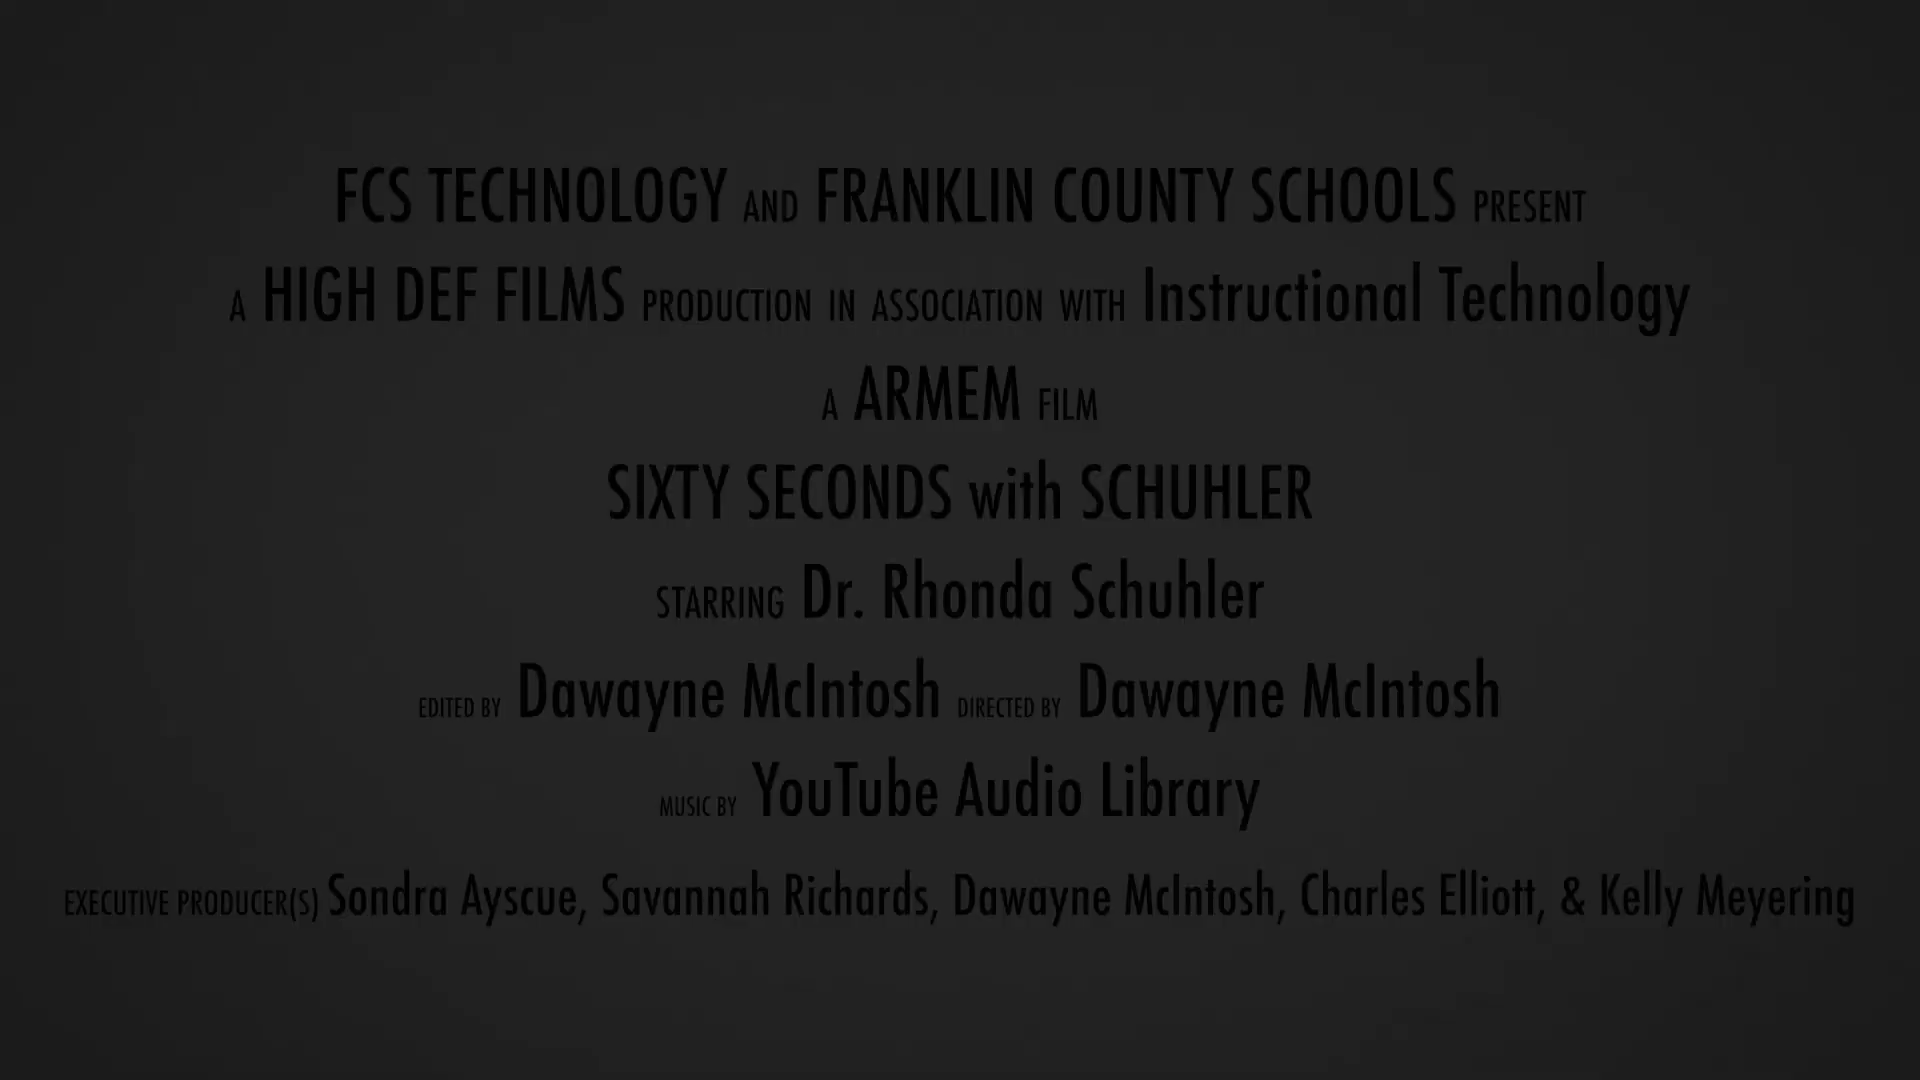 FCS TECHNOLOGY AND FRANKLIN COUNTY SCHOOLS PRESENT
A HIGH DEF FILMS PRODUCTION IN ASSOCIATION WITH Instructional Technology
A ARMEM FILM
SIXTY SECONDS with SCHUHLER
STARRING Dr. Rhonda Schuhler
EDITED BY Dawayne McIntosh DIRECTED BY Dawayne McIntosh
MUSIC BY YouTube Audio Library
EXECUTIVE PRODUCER(S) Sondra Ayscue, Savannah Richards, Dawayne McIntosh, Charles Elliott, & Kelly Meyering